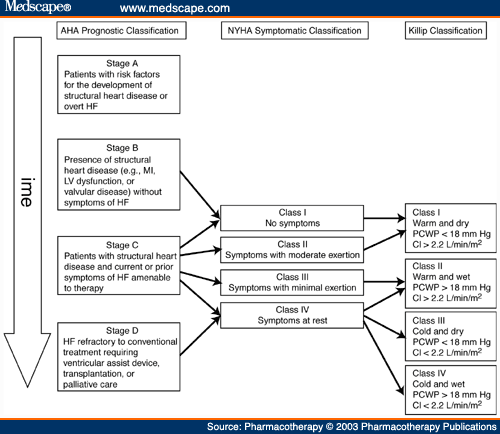 Medscape® www.medscape.com
AHA Prognostic Classification
NYHA Symptomatic Classification
Killip Classification
ime
Stage A
Patients with risk factors
for the development of
structural heart disease or
overt HF
Stage B
Presence of structural
heart disease (e.g., MI,
LV dysfunction, or
valvular disease) without
symptoms of HF
Stage C
Patients with structural heart
disease and current or prior
symptoms of HF amenable
to therapy
Stage D
HF refractory to conventional
treatment requiring
ventricular assist device,
transplantation, or
palliative care
Class I
No symptoms
Class II
Symptoms with moderate exertion
Class III
Symptoms with minimal exertion
Class IV
Symptoms at rest
Class I
Warm and dry
PCWP < 18 mm Hg
CI > 2.2 L/min/m²
Class II
Warm and wet
PCWP > 18 mm Hg
CI > 2.2 L/min/m²
Class III
Cold and dry
PCWP < 18 mm Hg
CI < 2.2 L/min/m²
Class IV
Cold and wet
PCWP > 18 mm Hg
CI < 2.2 L/min/m²
Source: Pharmacotherapy © 2003 Pharmacotherapy Publications